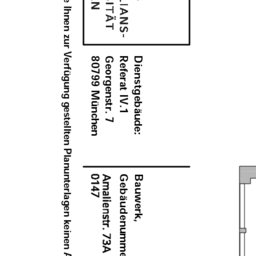 LIANS-
ITÄT
N
Dienstgebäude:
Referat IV.1
Georgenstr. 7
80799 München
Bauwerk,
Gebäudenumme
Amalienstr. 73A
0147
e Ihnen zur Verfügung gestellten Planunterlagen keinen A